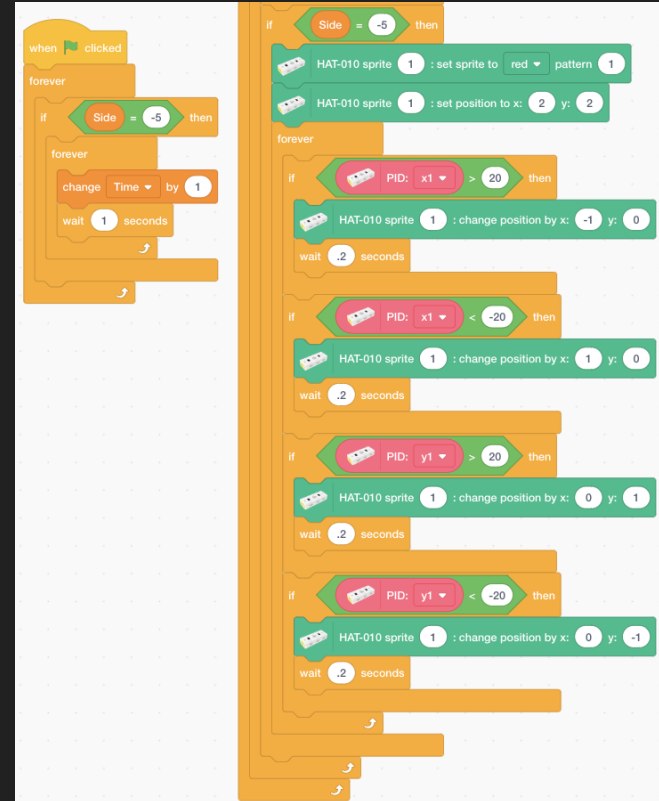 when clicked
forever
if Side = -5 then
forever
change Time by 1
wait 1 seconds
if Side = -5 then
HAT-010 sprite 1 : set sprite to red pattern 1
HAT-010 sprite 1 : set position to x: 2 y: 2
forever
if PID: x1 > 20 then
HAT-010 sprite 1 : change position by x: -1 y: 0
wait .2 seconds
if PID: x1 < -20 then
HAT-010 sprite 1 : change position by x: 1 y: 0
wait .2 seconds
if PID: y1 > 20 then
HAT-010 sprite 1 : change position by x: 0 y: 1
wait .2 seconds
if PID: y1 < -20 then
HAT-010 sprite 1 : change position by x: 0 y: -1
wait .2 seconds